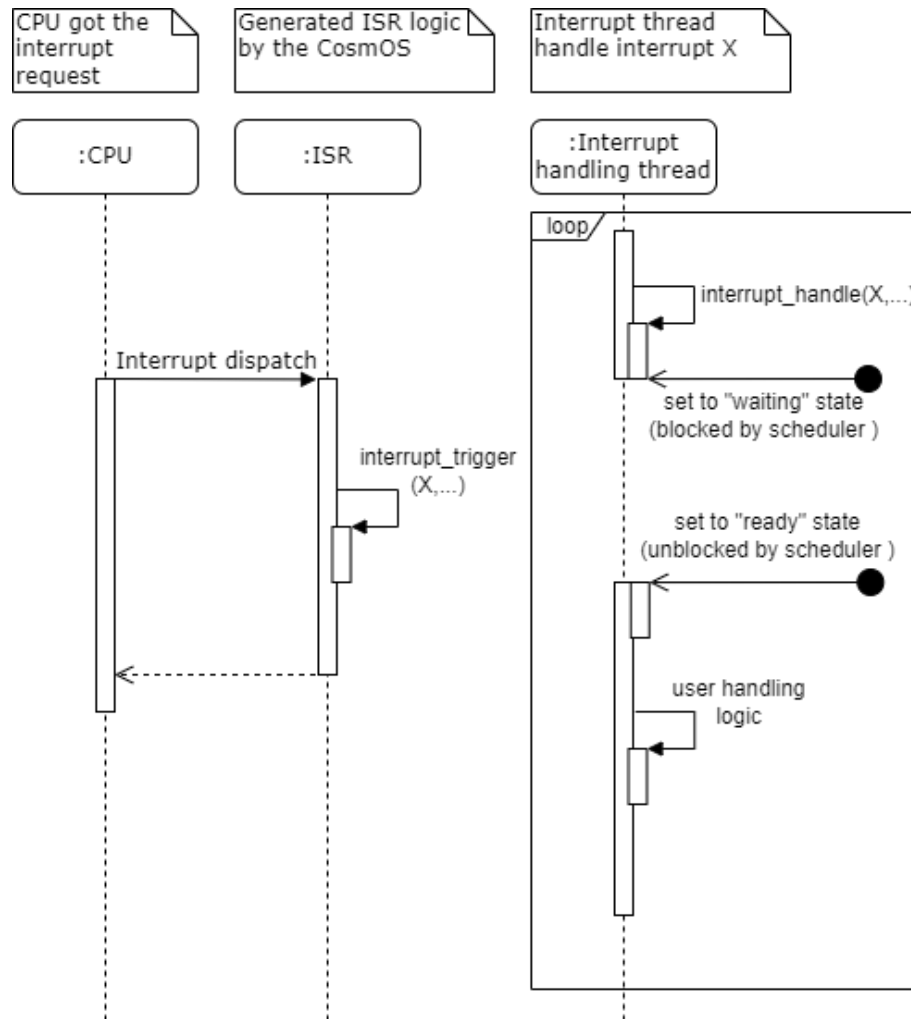 CPU got the
interrupt
request
Generated ISR logic
by the CosmOS
Interrupt thread
handle interrupt X
:CPU
:ISR
:Interrupt
handling thread
loop
interrupt_handle(X,...)
Interrupt dispatch
set to "waiting" state
(blocked by scheduler )
interrupt_trigger
(X,...)
set to "ready" state
(unblocked by scheduler )
user handling
logic